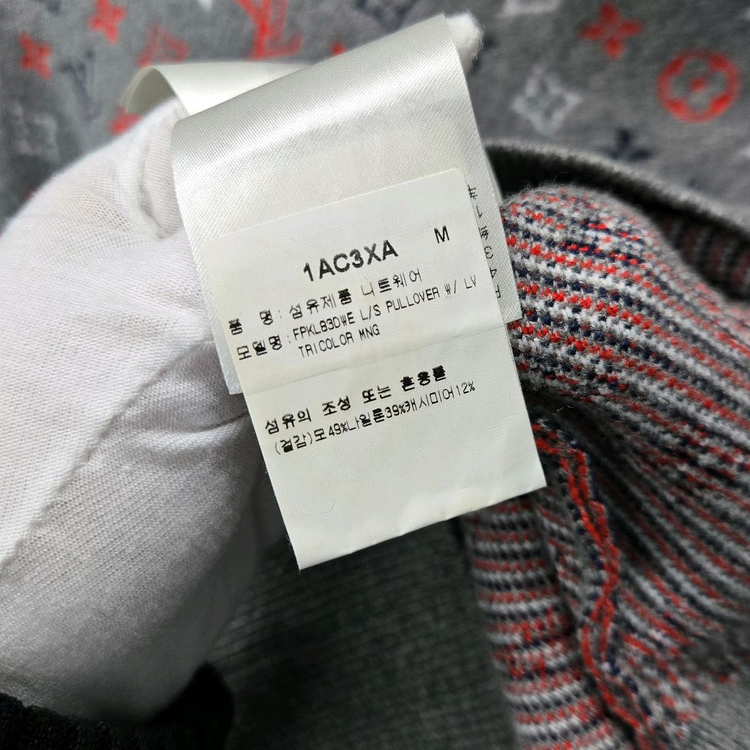 1AC3XA M
품 명: 섬유제품 니트웨어
모델명: FPKL83DWE L/S PULLOVER W/ LV
TRICOLOR MNG
섬유의 조성 또는 혼용률
(겉감)모49%나일론39%캐시미어12%